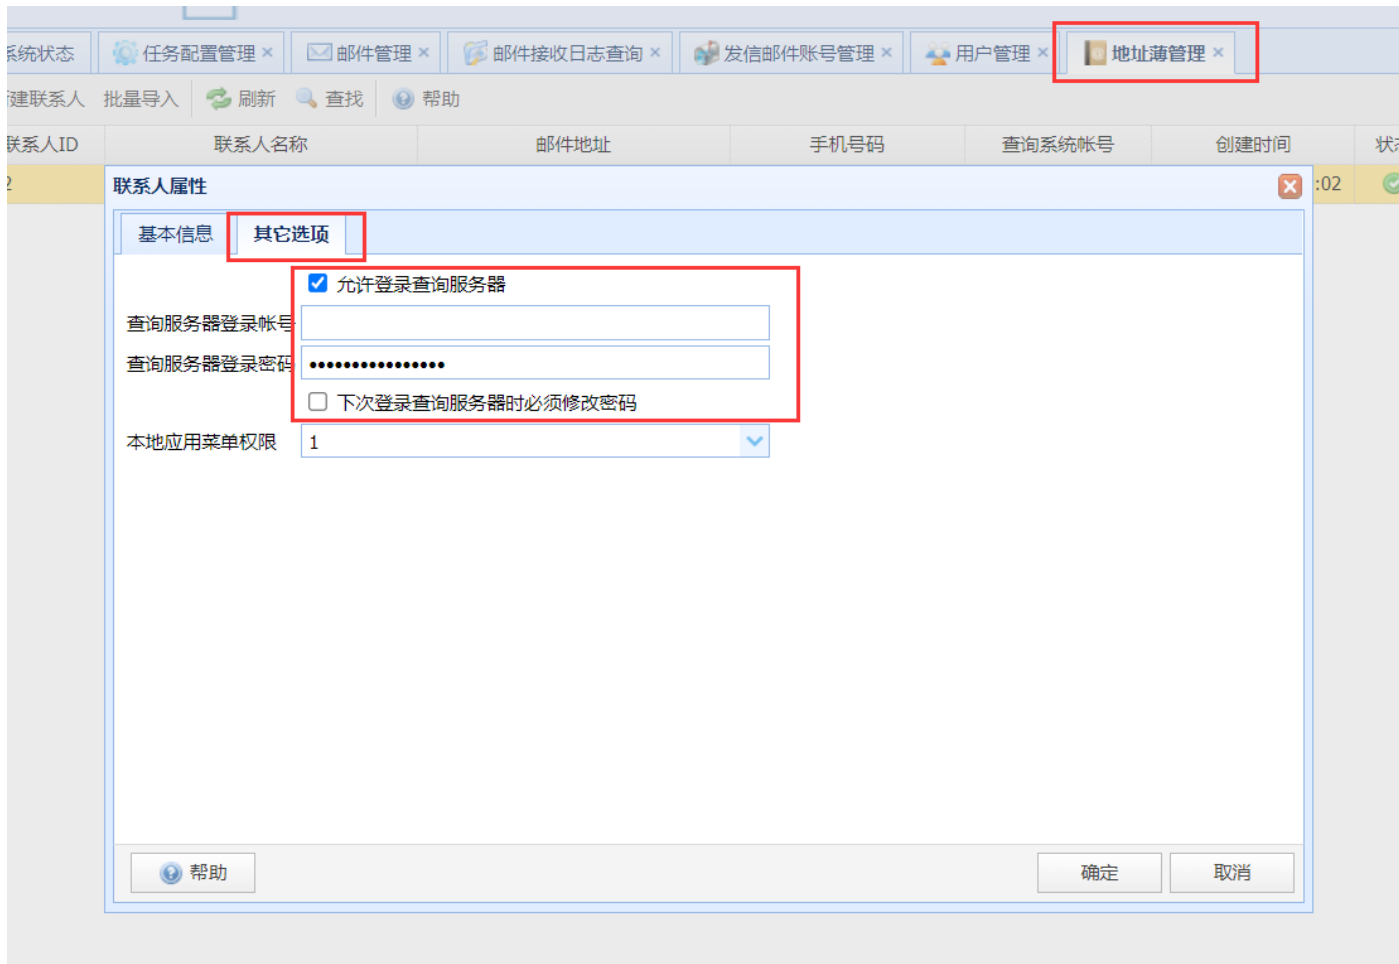 系统状态 任务配置管理 × 邮件管理 × 邮件接收日志查询 × 发信邮件账号管理 × 用户管理 × 地址薄管理 ×
建联系人 批量导入 刷新 查找 帮助
联系人ID 联系人名称 邮件地址 手机号码 查询系统帐号 创建时间 状
2 :02
联系人属性
基本信息 其它选项
允许登录查询服务器
查询服务器登录帐号
查询服务器登录密码 ••••••••••••••••
下次登录查询服务器时必须修改密码
本地应用菜单权限 1
帮助 确定 取消